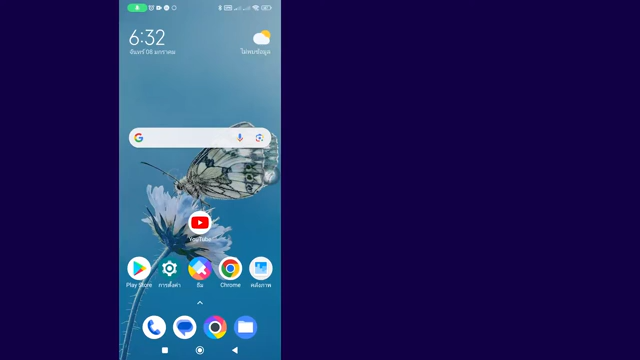 6:32
จันทร์ 08 มกราคม
ไม่พบข้อมูล
YouTube
Play Store
การตั้งค่า
ธีม
Chrome
คลังภาพ